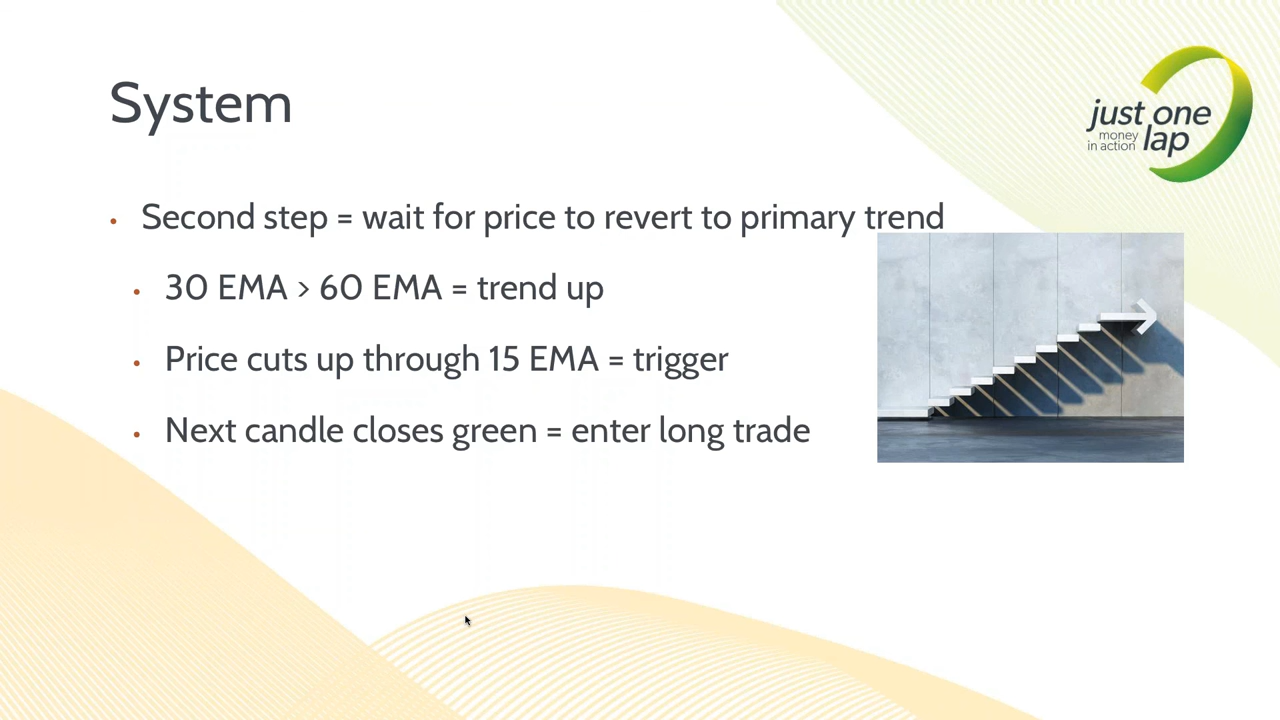 System
just one
money
in action lap
Second step = wait for price to revert to primary trend
30 EMA > 60 EMA = trend up
Price cuts up through 15 EMA = trigger
Next candle closes green = enter long trade